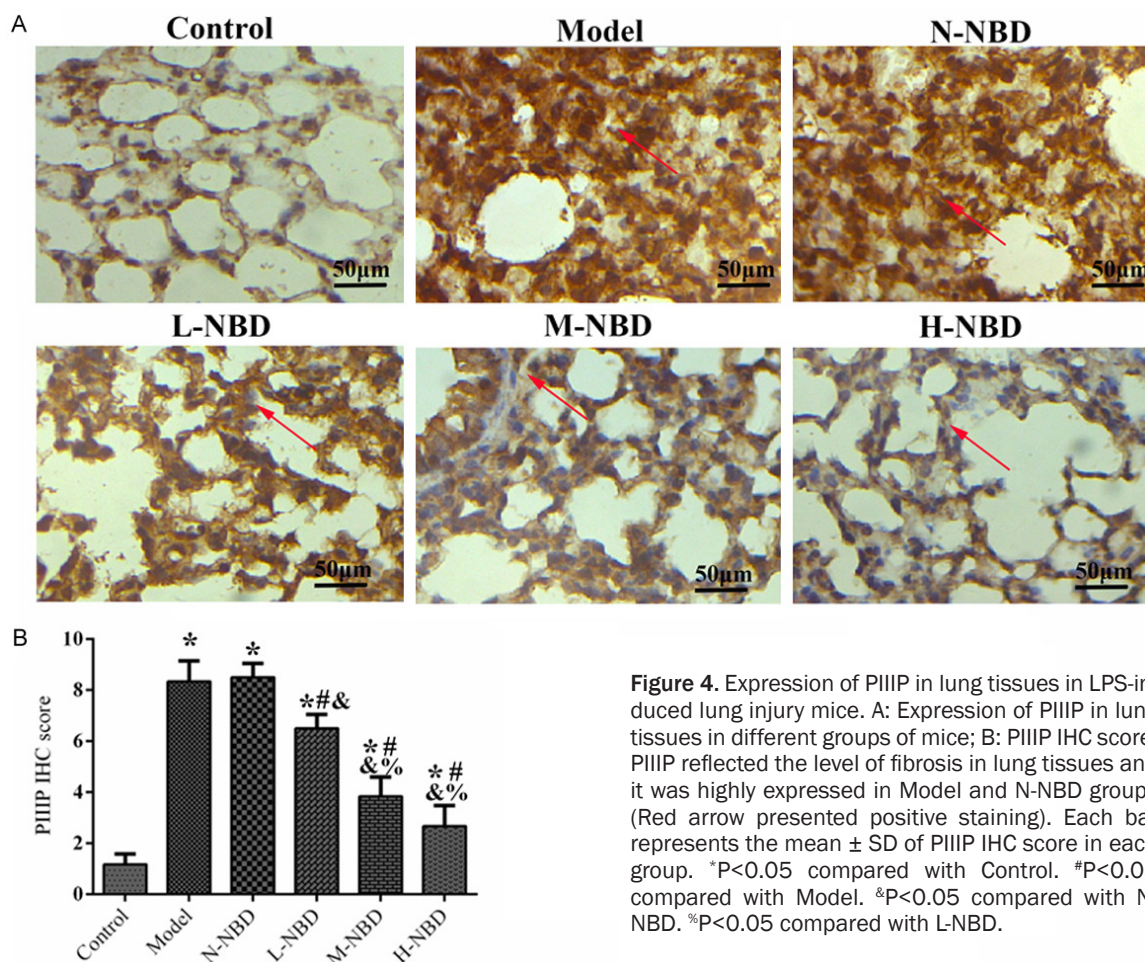 A
Control
Model
N-NBD
50μm
50μm
50μm
L-NBD
M-NBD
H-NBD
50μm
50μm
50μm
B
PIIIP IHC score
10
8
6
4
2
0
*
*
*#&
*#
&%
*#
&%
Control
Model
N-NBD
L-NBD
M-NBD
H-NBD
Figure 4. Expression of PIIIP in lung tissues in LPS-in
duced lung injury mice. A: Expression of PIIIP in lun
tissues in different groups of mice; B: PIIIP IHC score
PIIIP reflected the level of fibrosis in lung tissues an
it was highly expressed in Model and N-NBD group
(Red arrow presented positive staining). Each ba
represents the mean ± SD of PIIIP IHC score in eac
group. *P<0.05 compared with Control. #P<0.0
compared with Model. &P<0.05 compared with N
NBD. %P<0.05 compared with L-NBD.